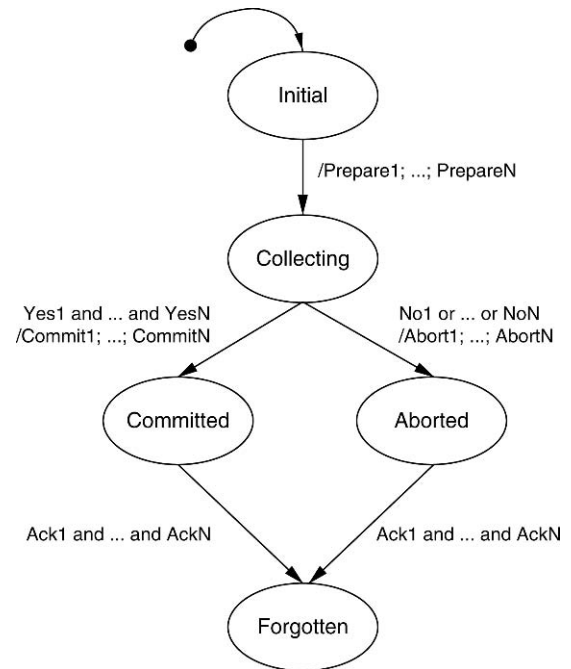 Initial
/Prepare1; ...; PrepareN
Collecting
Yes1 and ... and YesN
/Commit1; ...; CommitN
No1 or ... or NoN
/Abort1; ...; AbortN
Committed
Aborted
Ack1 and ... and AckN
Ack1 and ... and AckN
Forgotten